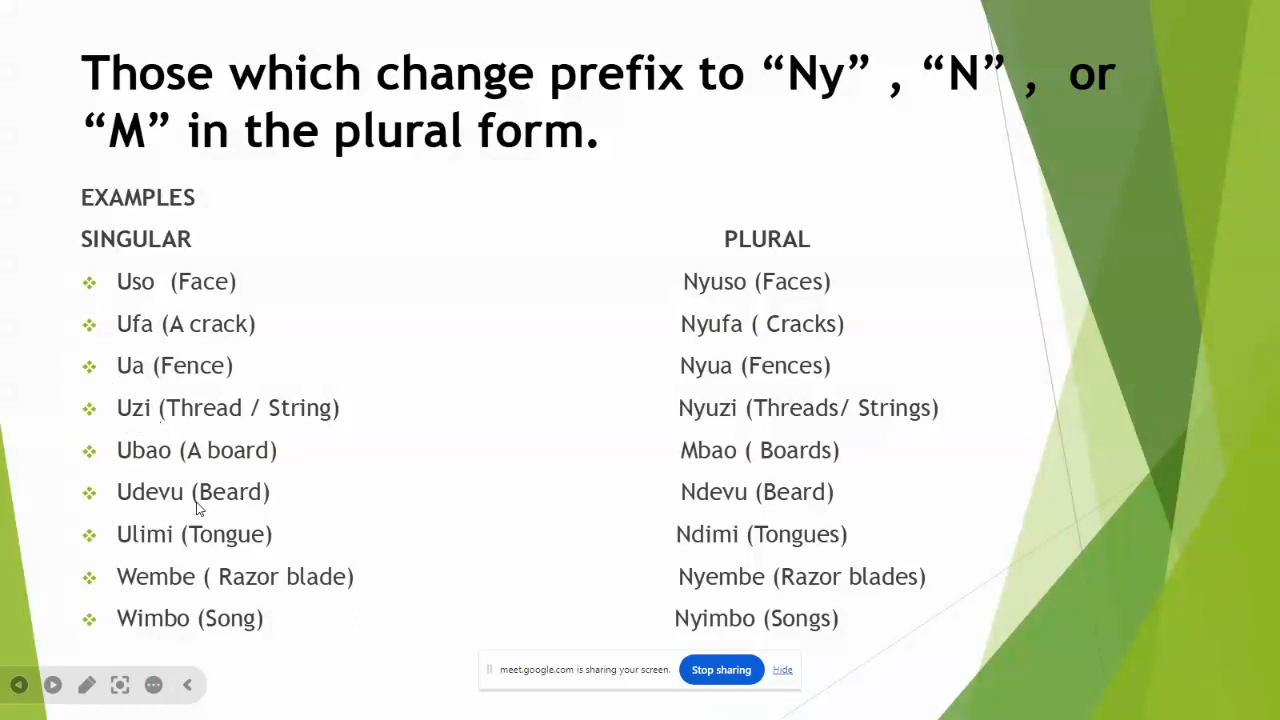 Those which change prefix to “Ny” , “N” , or
“M” in the plural form.
EXAMPLES
SINGULAR PLURAL
Uso (Face) Nyuso (Faces)
Ufa (A crack) Nyufa ( Cracks)
Ua (Fence) Nyua (Fences)
Uzi (Thread / String) Nyuzi (Threads/ Strings)
Ubao (A board) Mbao ( Boards)
Udevu (Beard) Ndevu (Beard)
Ulimi (Tongue) Ndimi (Tongues)
Wembe ( Razor blade) Nyembe (Razor blades)
Wimbo (Song) Nyimbo (Songs)
meet.google.com is sharing your screen. Stop sharing Hide